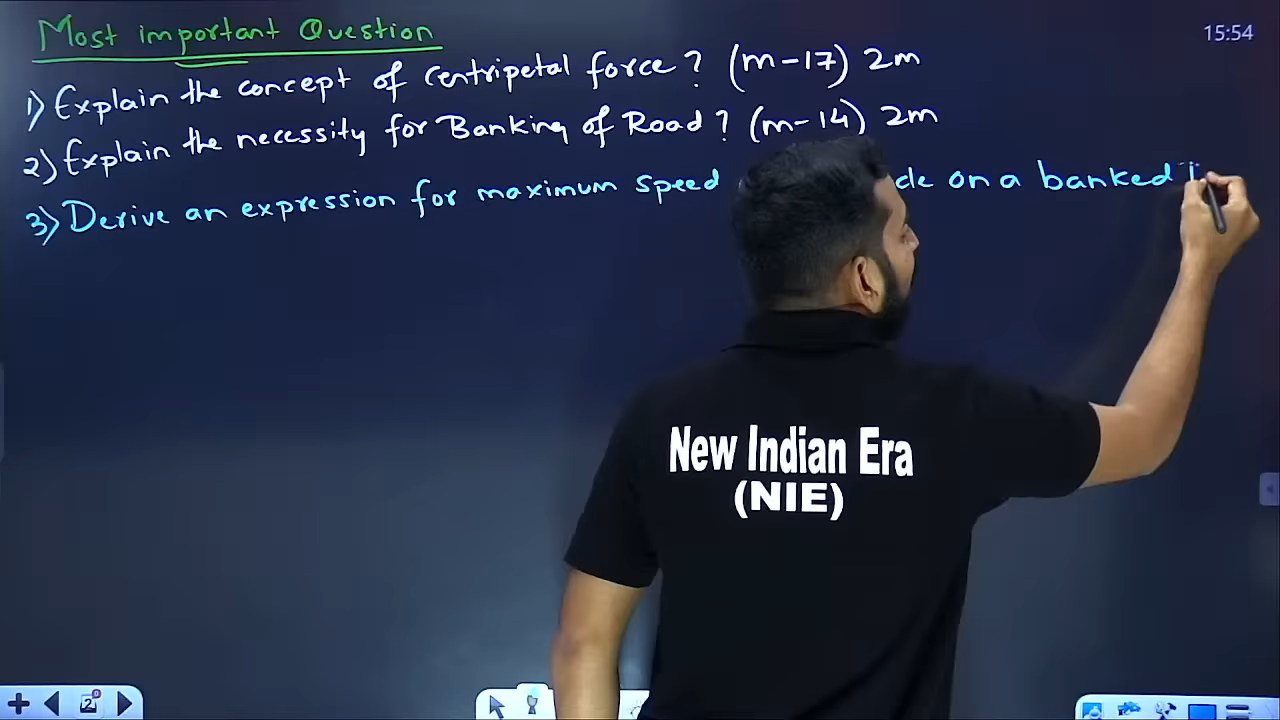 Most important Question
15:54
1) Explain the concept of Centripetal force ? (m-17) 2m
2) Explain the necessity for Banking of Road ? (m-14) 2m
3) Derive an expression for maximum speed on a banked
New Indian Era
(NIE)
2